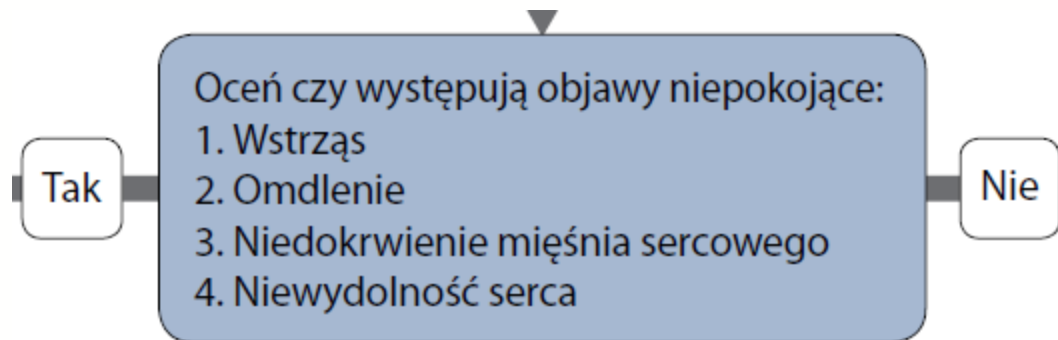 Oceń czy występują objawy niepokojące:
1. Wstrząs
Tak
2. Omdlenie
Nie
3. Niedokrwienie mięśnia sercowego
4. Niewydolność serca